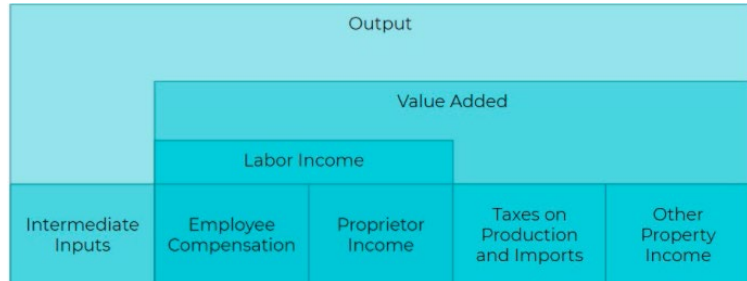 Output
Value Added
Labor Income
Intermediate
Inputs
Employee
Compensation
Proprietor
Income
Taxes on
Production
and Imports
Other
Property
Income